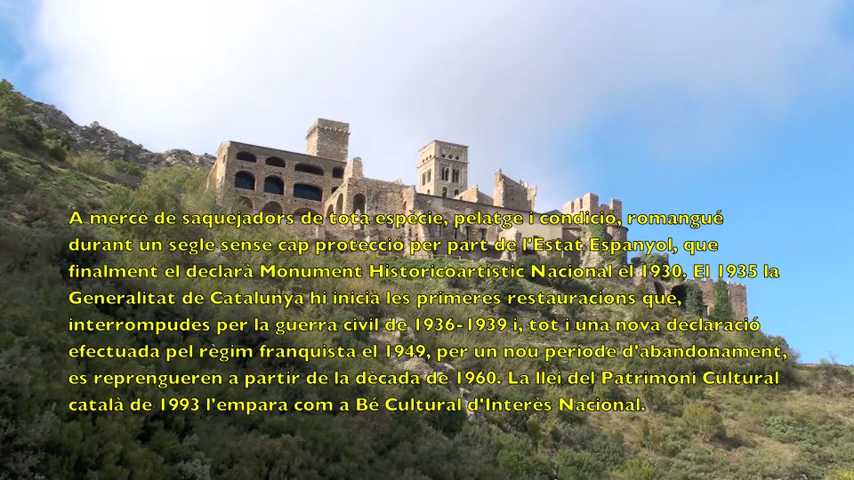 A mercè de saquejadors de tota espècie, pelatge i condició, romangué
durant un segle sense cap protecció per part de l'Estat Espanyol, que
finalment el declarà Monument Historicoartístic Nacional el 1930. El 1935 la
Generalitat de Catalunya hi inicià les primeres restauracions que,
interrompudes per la guerra civil de 1936-1939 i, tot i una nova declaració
efectuada pel règim franquista el 1949, per un nou període d'abandonament,
es reprengueren a partir de la dècada de 1960. La llei del Patrimoni Cultural
català de 1993 l'empara com a Bé Cultural d'Interès Nacional.